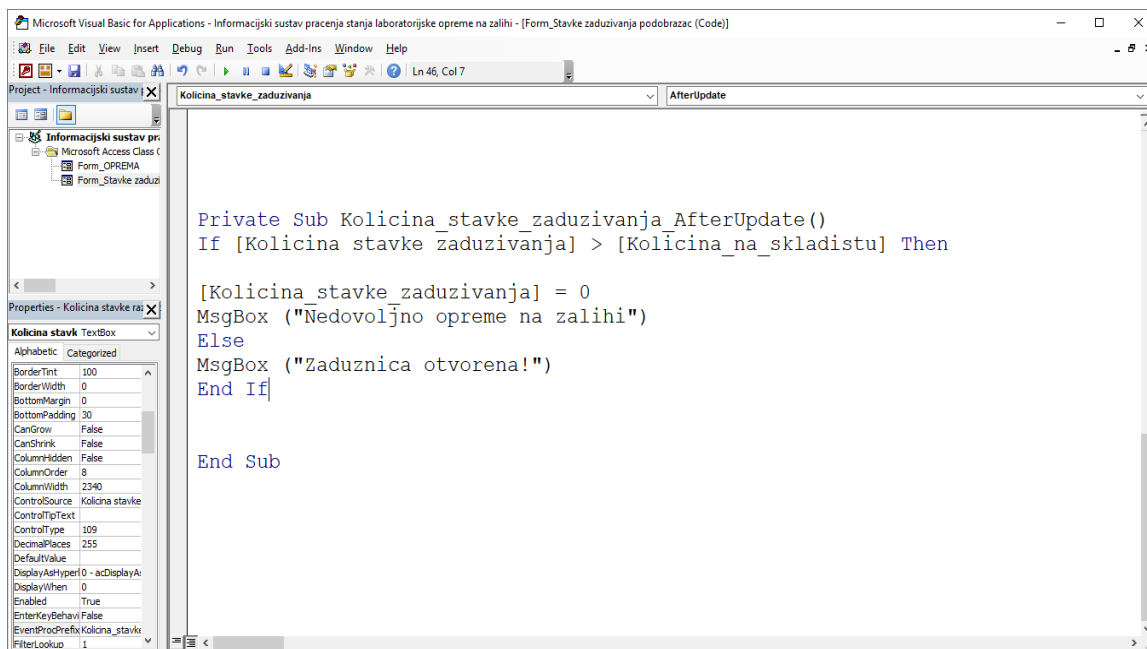 Microsoft Visual Basic for Applications - Informacijski sustav pracenja stanja laboratorijske opreme na zalihi - [Form_Stavke zaduzivanja podobrazac (Code)]
File Edit View Insert Debug Run Tools Add-Ins Window Help
Ln 46, Col 7
Project - Informacijski sustav
Kolicina_stavke_zaduzivanja
AfterUpdate
Informacijski sustav pra
Microsoft Access Class
Form_OPREMA
Form_Stavke zaduzi
Private Sub Kolicina_stavke_zaduzivanja_AfterUpdate()
If [Kolicina stavke zaduzivanja] > [Kolicina_na_skladistu] Then
[Kolicina_stavke_zaduzivanja] = 0
MsgBox ("Nedovoljno opreme na zalihi")
Else
MsgBox ("Zaduznica otvorena!")
End If
End Sub
Properties - Kolicina stavke raz
Kolicina stavk TextBox
Alphabetic Categorized
BorderTint 100
BorderWidth 0
BottomMargin 0
BottomPadding 30
CanGrow False
CanShrink False
ColumnHidden False
ColumnOrder 8
ColumnWidth 2340
ControlSource Kolicina stavke
ControlTipText
ControlType 109
DecimalPlaces 255
DefaultValue
DisplayAsHyperl 0 - acDisplayA
DisplayWhen 0
Enabled True
EnterKeyBehavi False
EventProcPrefix Kolicina_stavke
FilterLookup 1